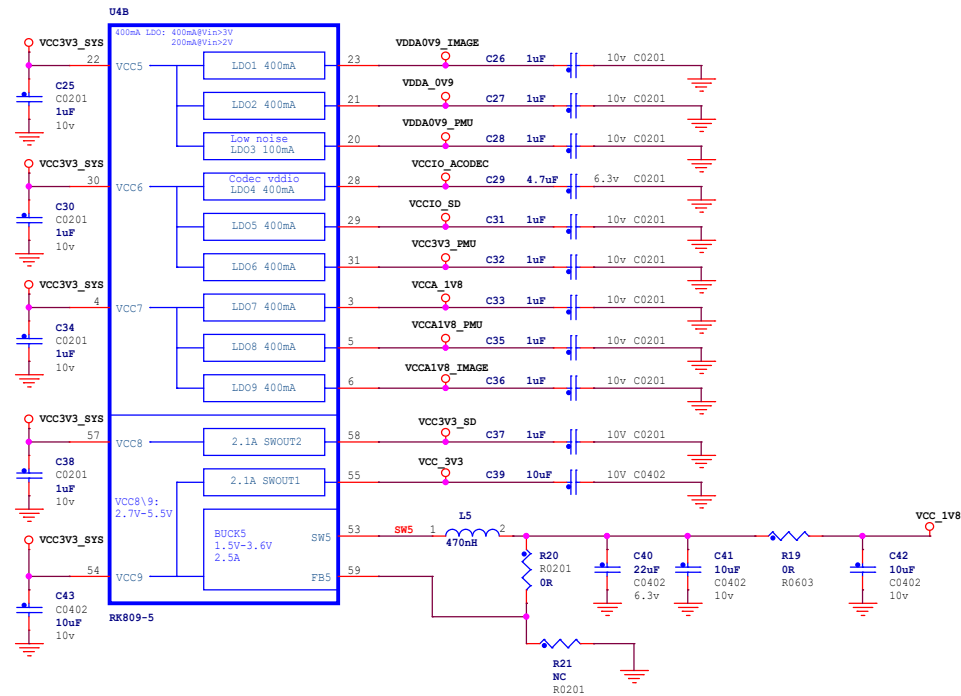 U4B
400mA LDO: 400mA@Vin>3V
200mA@Vin>2V
VCC3V3_SYS
22
VCC5
LDO1 400mA
23
VDDA0V9_IMAGE
C26
1uF
10v C0201
C25
C0201
1uF
10v
LDO2 400mA
21
VDDA_0V9
C27
1uF
10v C0201
Low noise
LDO3 100mA
20
VDDA0V9_PMU
C28
1uF
10v C0201
VCC3V3_SYS
30
VCC6
Codec vddio
LDO4 400mA
28
VCCIO_ACODEC
C29
4.7uF
6.3v C0201
C30
C0201
1uF
10v
LDO5 400mA
29
VCCIO_SD
C31
1uF
10v C0201
LDO6 400mA
31
VCC3V3_PMU
C32
1uF
10v C0201
VCC3V3_SYS
4
VCC7
LDO7 400mA
3
VCCA_1V8
C33
1uF
10v C0201
C34
C0201
1uF
10v
LDO8 400mA
5
VCCA1V8_PMU
C35
1uF
10v C0201
LDO9 400mA
6
VCCA1V8_IMAGE
C36
1uF
10v C0201
VCC3V3_SYS
57
VCC8
2.1A SWOUT2
58
VCC3V3_SD
C37
1uF
10V C0201
C38
C0201
1uF
10v
2.1A SWOUT1
55
VCC_3V3
C39
10uF
10V C0402
VCC8\9:
2.7V-5.5V
BUCK5
1.5V-3.6V
2.5A
SW5
53
SW5
1
L5
2
470nH
VCC_1V8
VCC3V3_SYS
54
VCC9
FB5
59
R20
R0201
0R
C40
22uF
C0402
6.3v
C41
10uF
C0402
10v
R19
0R
R0603
C42
10uF
C0402
10v
C43
C0402
10uF
10v
RK809-5
R21
NC
R0201